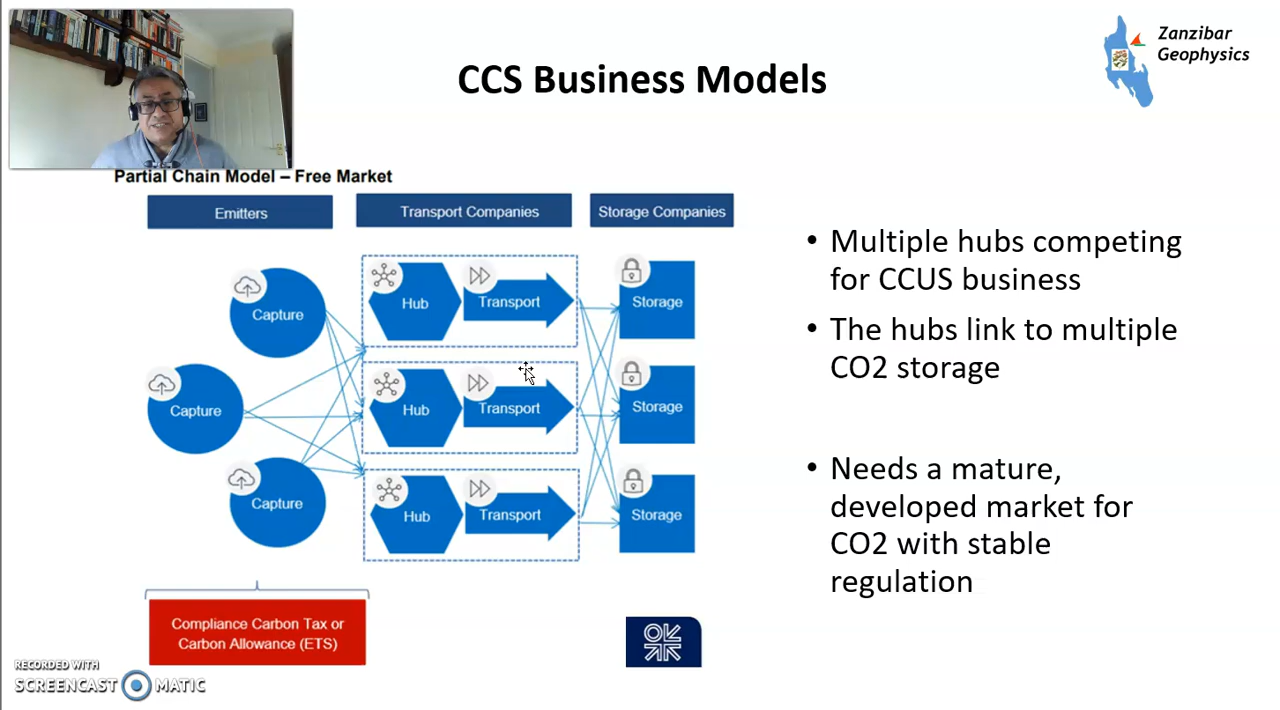 Zanzibar
Geophysics
CCS Business Models
Partial Chain Model – Free Market
Emitters
Transport Companies
Storage Companies
Capture
Capture
Capture
Hub
Transport
Hub
Transport
Hub
Transport
Storage
Storage
Storage
Compliance Carbon Tax or
Carbon Allowance (ETS)
• Multiple hubs competing
for CCUS business
• The hubs link to multiple
CO2 storage
• Needs a mature,
developed market for
CO2 with stable
regulation
RECORDED WITH
SCREENCAST MATIC